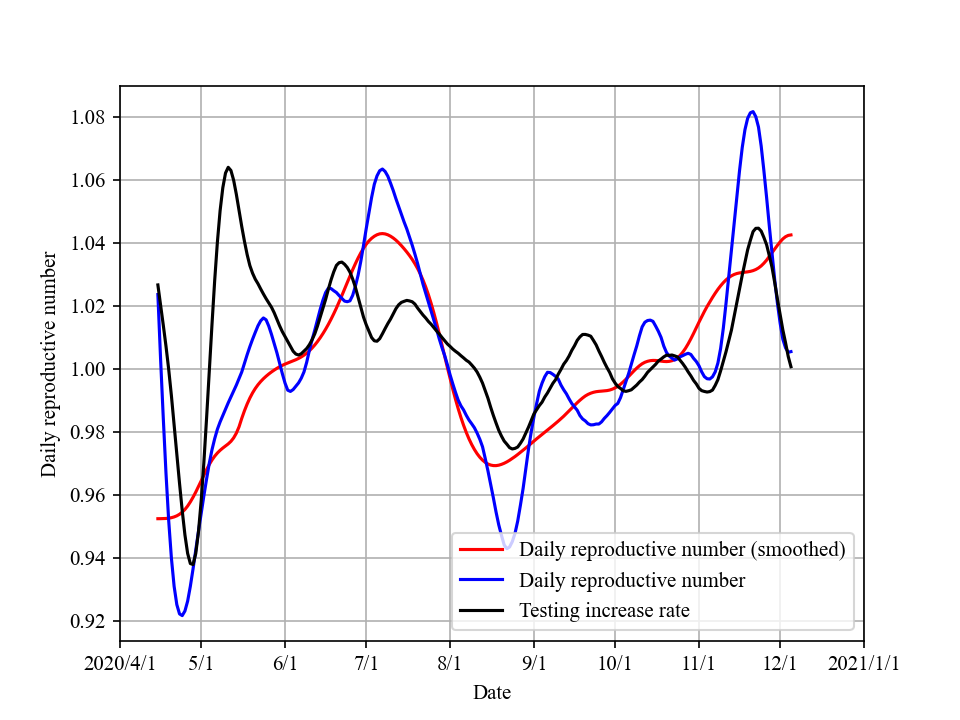 Daily reproductive number
1.08
1.06
1.04
1.02
1.00
0.98
0.96
0.94
0.92
Daily reproductive number (smoothed)
Daily reproductive number
Testing increase rate
2020/4/1 5/1 6/1 7/1 8/1 9/1 10/1 11/1 12/1 2021/1/1
Date